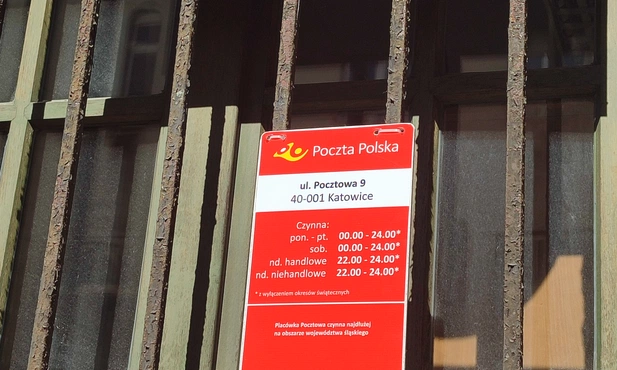 Poczta Polska
ul. Pocztowa 9
40-001 Katowice
Czynna:
pon. - pt. 00.00 - 24.00*
sob. 00.00 - 24.00*
nd. handlowe 22.00 - 24.00*
nd. niehandlowe 22.00 - 24.00*
* z wyłączeniem okresów świątecznych
Placówka Pocztowa czynna najdłużej
na obszarze województwa śląskiego